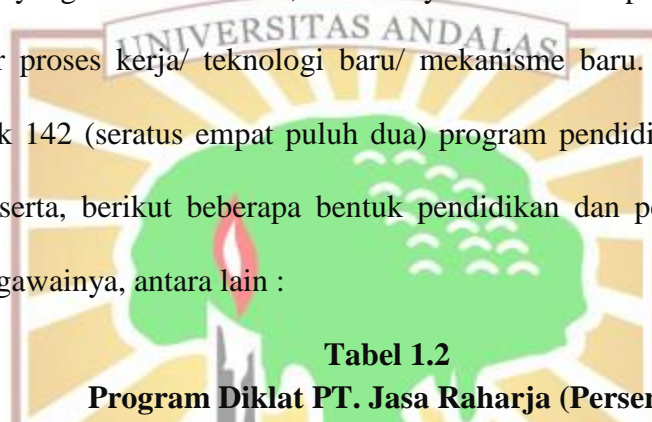 UNIVERSITAS ANDALAS
proses kerja/ teknologi baru/ mekanisme baru.
142 (seratus empat puluh dua) program pendidi
serta, berikut beberapa bentuk pendidikan dan pe
gawainya, antara lain :
Tabel 1.2
Program Diklat PT. Jasa Raharja (Perser